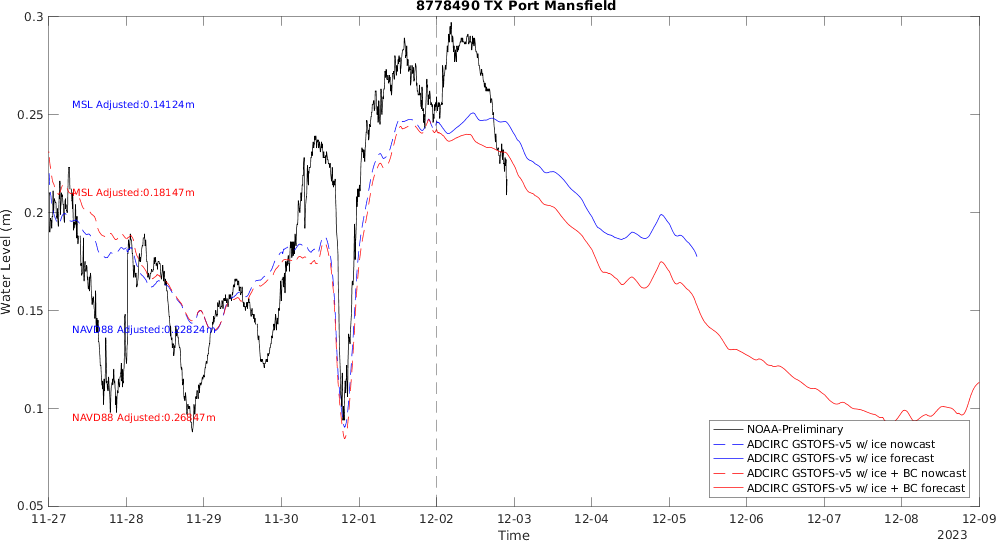 8778490 TX Port Mansfield
0.3
0.25
0.2
0.15
0.1
0.05
Water Level (m)
MSL Adjusted:0.14124m
MSL Adjusted:0.18147m
NAVD88 Adjusted:0.22824m
NAVD88 Adjusted:0.26847m
NOAA-Preliminary
ADCIRC GSTOFS-v5 w/ ice nowcast
ADCIRC GSTOFS-v5 w/ ice forecast
ADCIRC GSTOFS-v5 w/ ice + BC nowcast
ADCIRC GSTOFS-v5 w/ ice + BC forecast
11-27 11-28 11-29 11-30 12-01 12-02 12-03 12-04 12-05 12-06 12-07 12-08 12-09
Time
2023